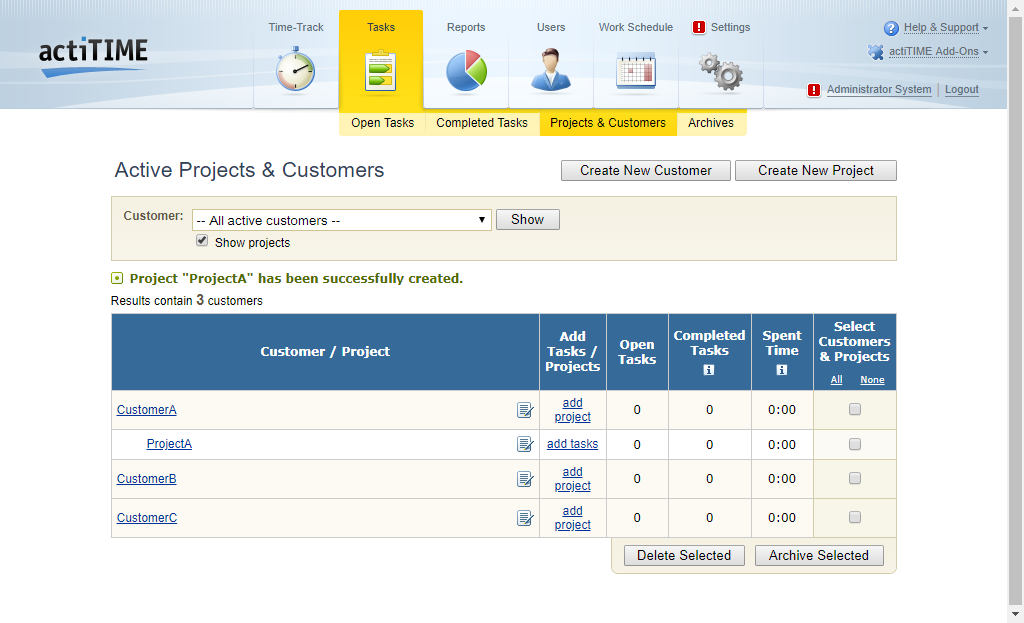 actiTIME
Time-Track
Tasks
Reports
Users
Work Schedule
! Settings
? Help & Support
actiTIME Add-Ons
! Administrator System | Logout
Open Tasks
Completed Tasks
Projects & Customers
Archives
Active Projects & Customers
Create New Customer
Create New Project
Customer:
-- All active customers --
Show
Show projects
Project "ProjectA" has been successfully created.
Results contain 3 customers
Customer / Project
Add
Tasks /
Projects
Open
Tasks
Completed
Tasks
i
Spent
Time
i
Select
Customers
& Projects
All None
CustomerA
add
project
0
0
0:00
ProjectA
add tasks
0
0
0:00
CustomerB
add
project
0
0
0:00
CustomerC
add
project
0
0
0:00
Delete Selected
Archive Selected